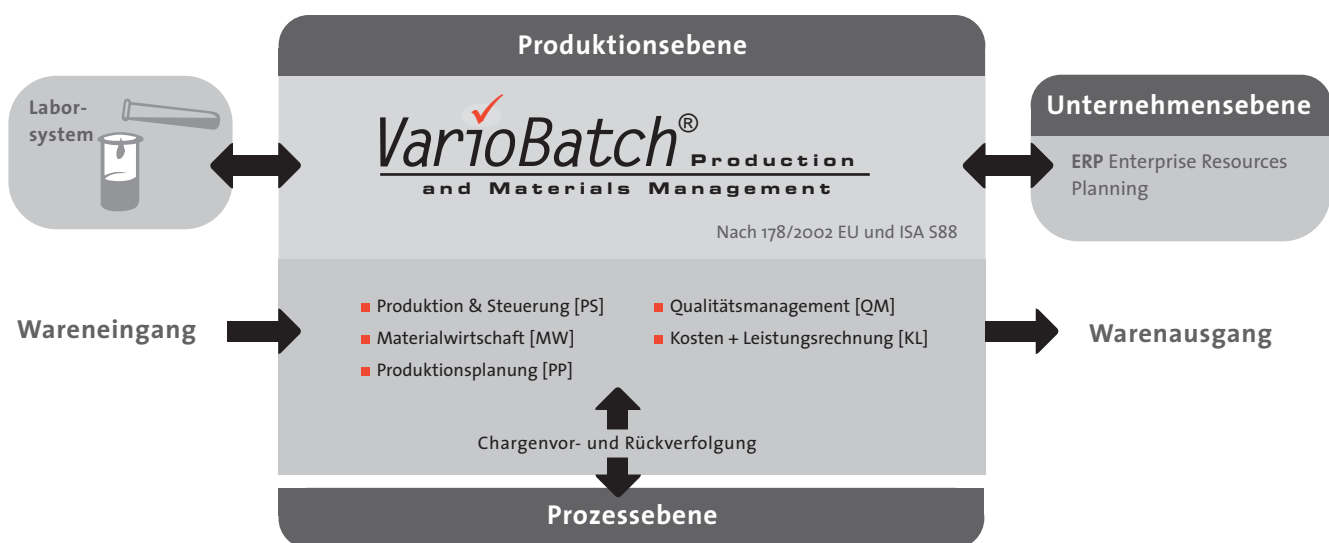 Produktionsebene
Labor-
system
VarioBatch® Production
and Materials Management
Nach 178/2002 EU und ISA S88
Unternehmensebene
ERP Enterprise Resources
Planning
Wareneingang
Produktion & Steuerung [PS]
Materialwirtschaft [MW]
Produktionsplanung [PP]
Qualitätsmanagement [QM]
Kosten + Leistungsrechnung [KL]
Warenausgang
Chargenvor- und Rückverfolgung
Prozessebene